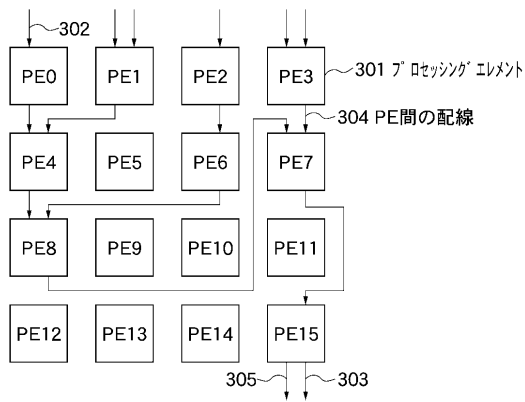 302
PE0 PE1 PE2 PE3
301 ﾌﾟﾛｾｯｼﾝｸﾞｴﾚﾒﾝﾄ
304 PE間の配線
PE4 PE5 PE6 PE7
PE8 PE9 PE10 PE11
PE12 PE13 PE14 PE15
305 303